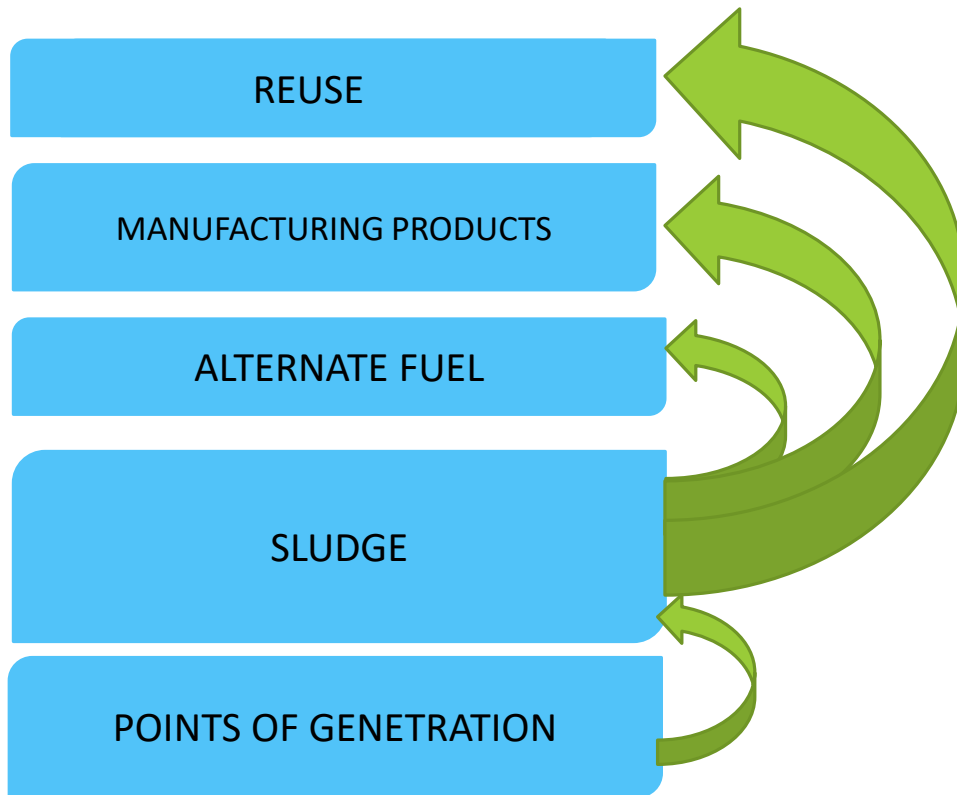 REUSE
MANUFACTURING PRODUCTS
ALTERNATE FUEL
SLUDGE
POINTS OF GENETRATION